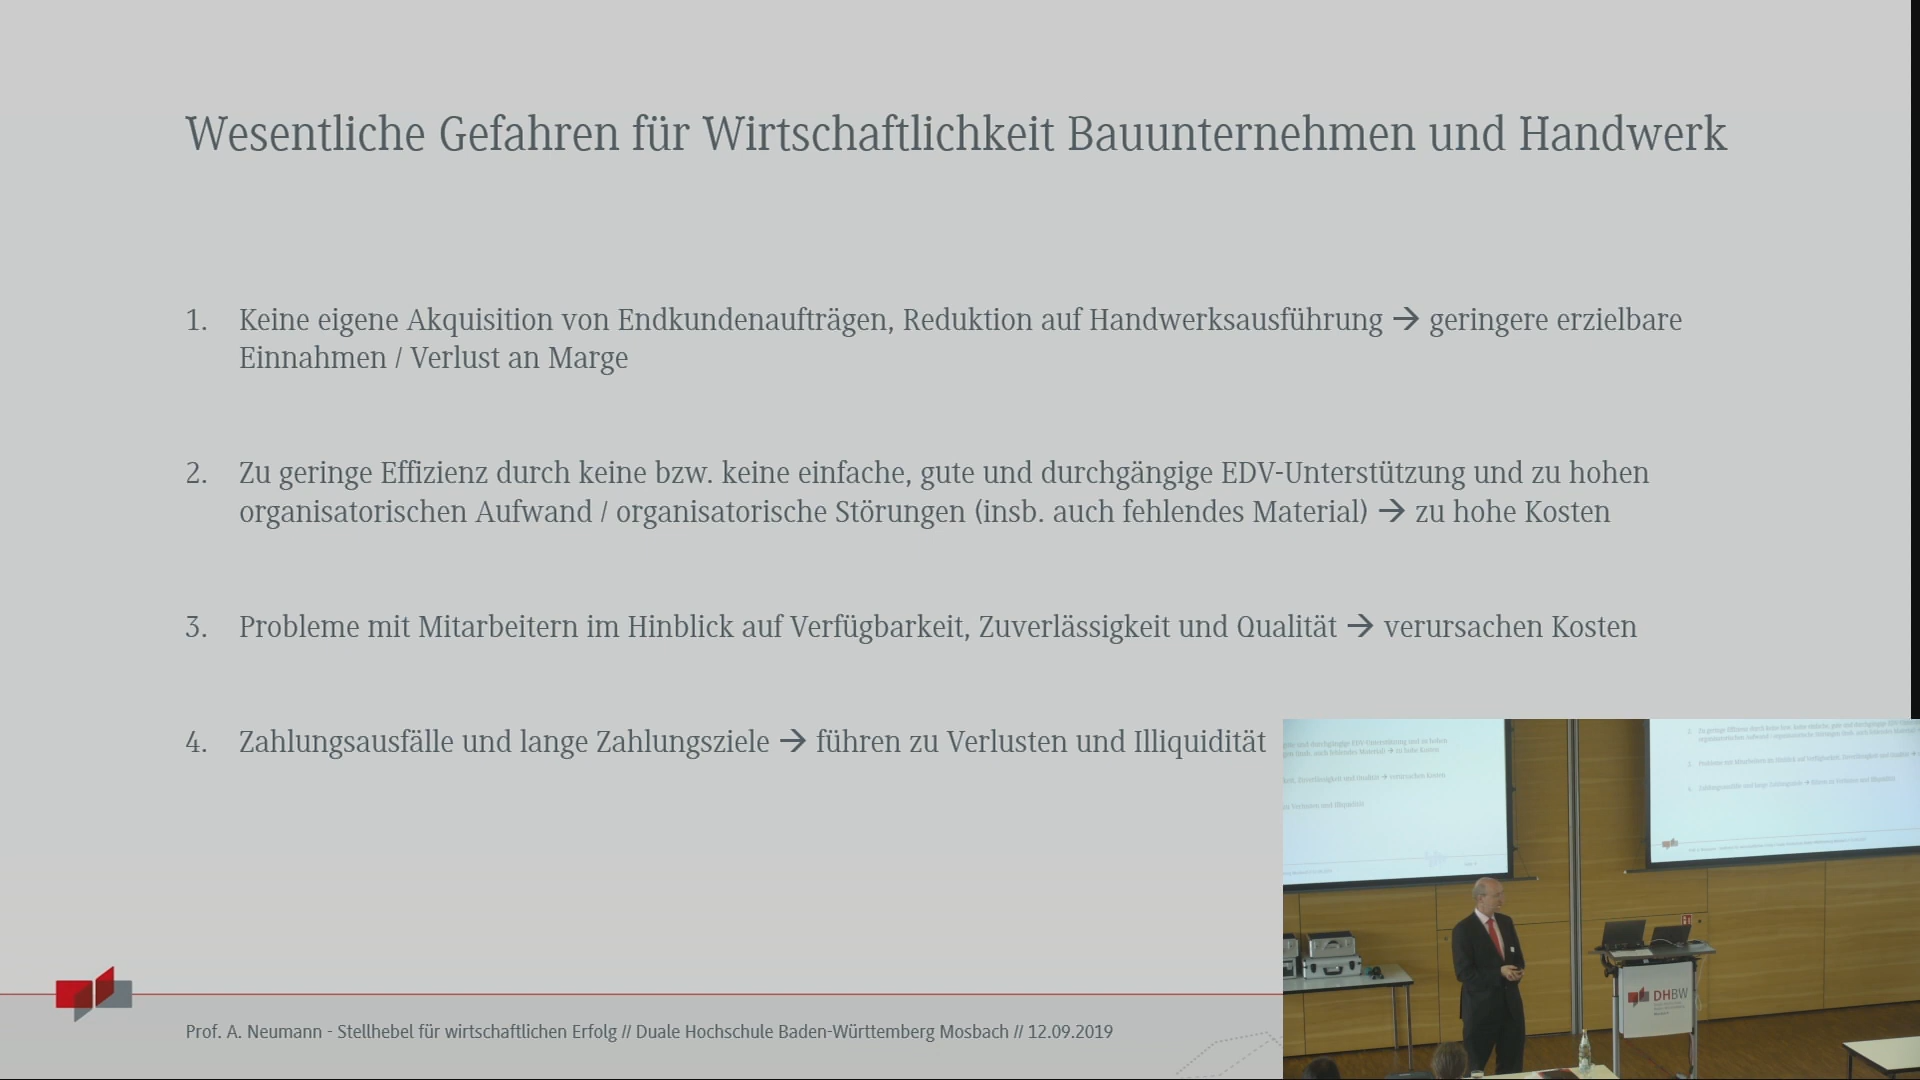 Wesentliche Gefahren für Wirtschaftlichkeit Bauunternehmen und Handwerk
1. Keine eigene Akquisition von Endkundenaufträgen, Reduktion auf Handwerksausführung → geringere erzielbare
Einnahmen / Verlust an Marge
2. Zu geringe Effizienz durch keine bzw. keine einfache, gute und durchgängige EDV-Unterstützung und zu hohen
organisatorischen Aufwand / organisatorische Störungen (insb. auch fehlendes Material) → zu hohe Kosten
3. Probleme mit Mitarbeitern im Hinblick auf Verfügbarkeit, Zuverlässigkeit und Qualität → verursachen Kosten
4. Zahlungsausfälle und lange Zahlungsziele → führen zu Verlusten und Illiquidität
Prof. A. Neumann - Stellhebel für wirtschaftlichen Erfolg // Duale Hochschule Baden-Württemberg Mosbach // 12.09.2019
DHBW